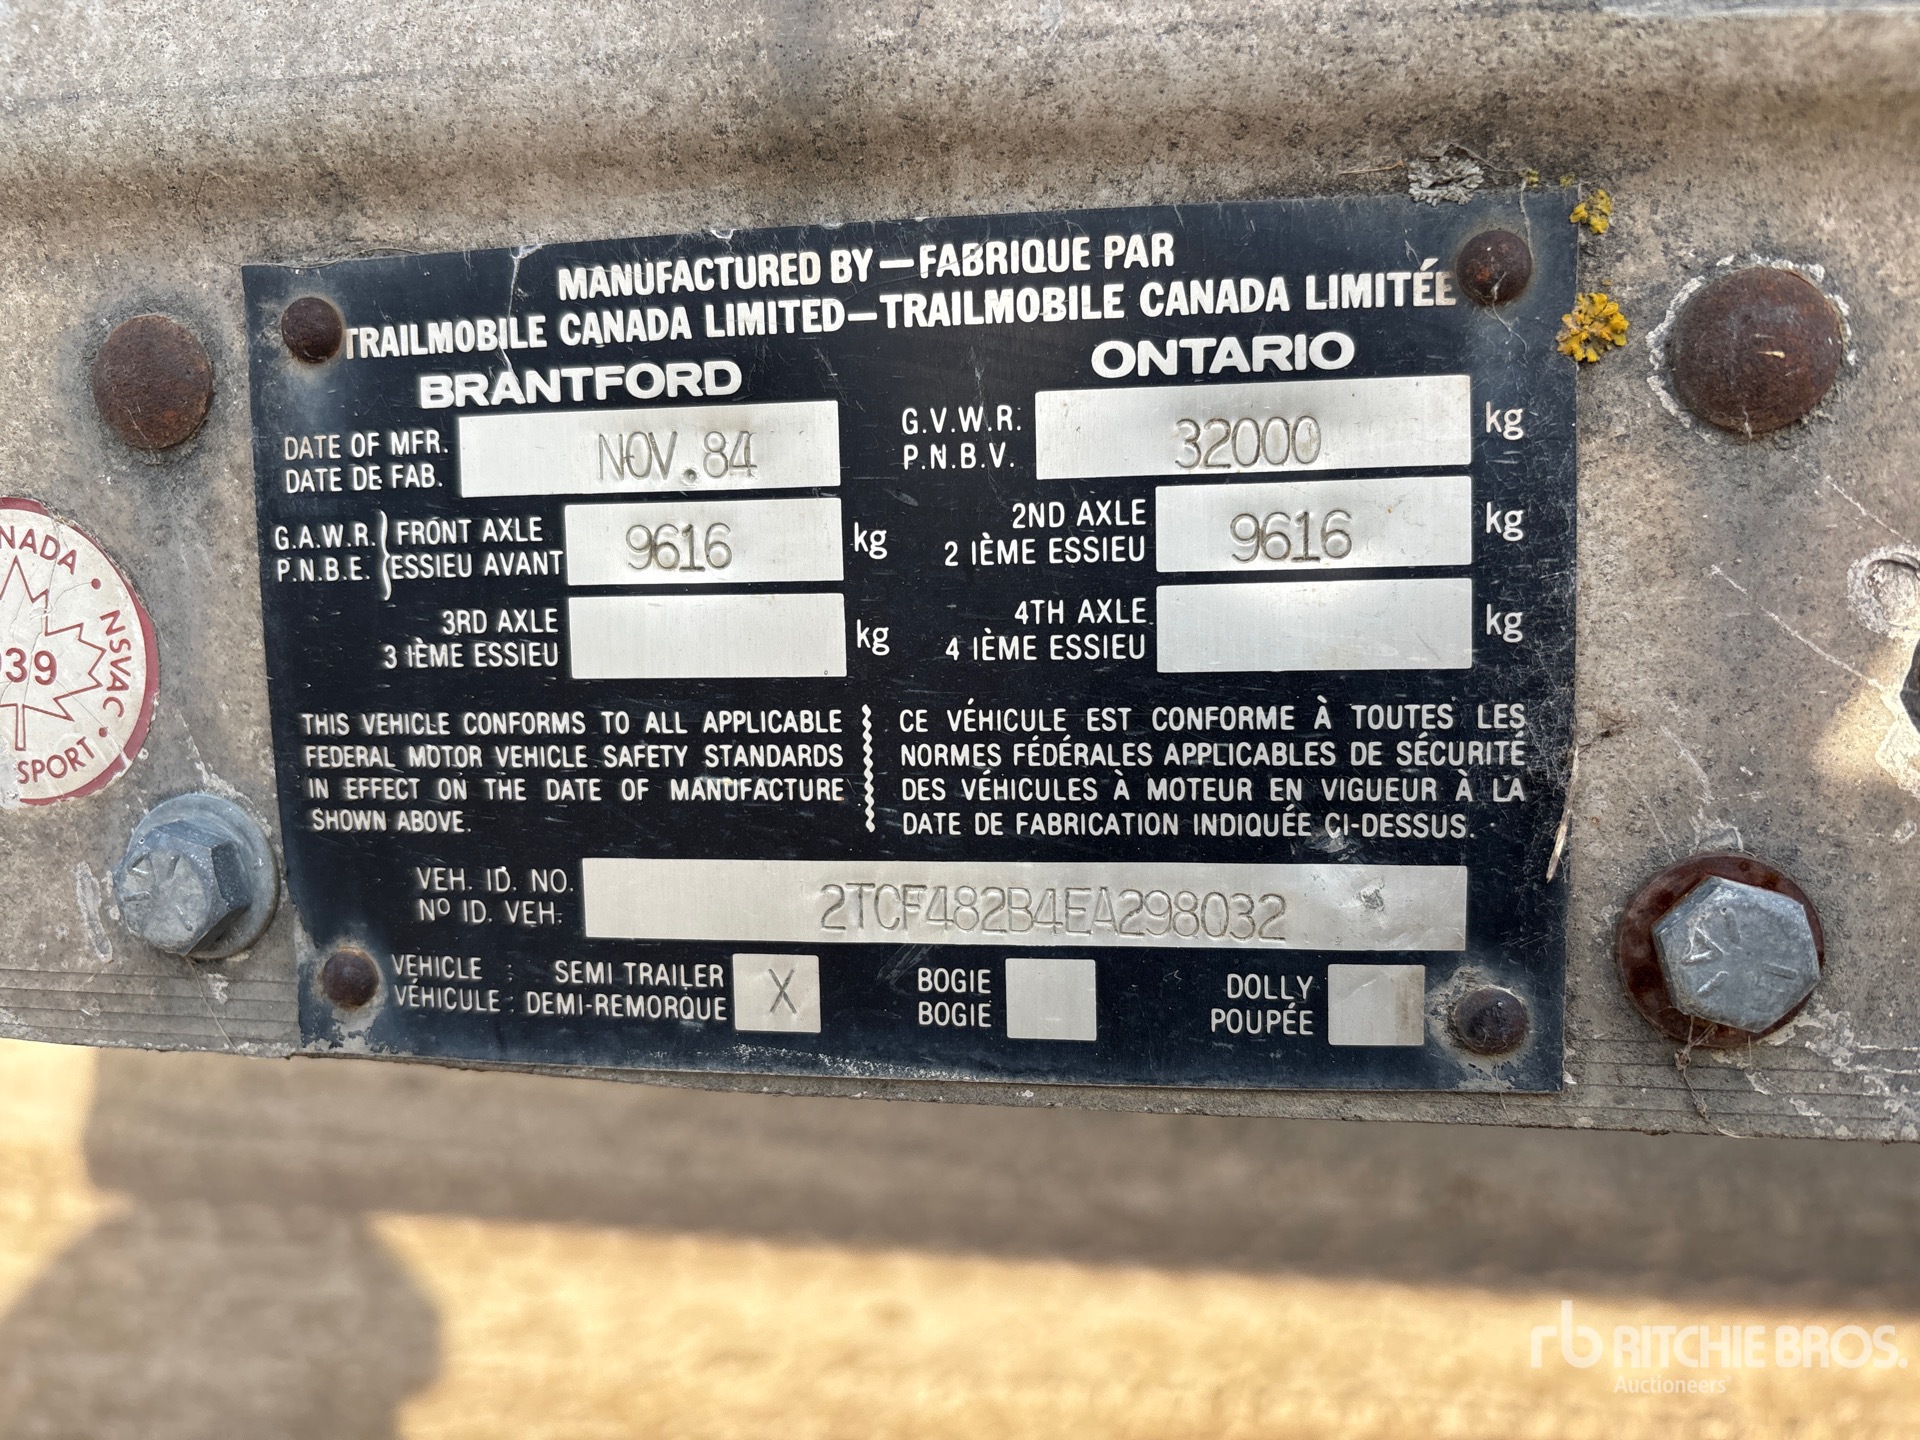 MANUFACTURED BY — FABRIQUE PAR
TRAILMOBILE CANADA LIMITED — TRAILMOBILE CANADA LIMITÉE
BRANTFORD ONTARIO
DATE OF MFR. NOV.84 G.V.W.R. 32000 kg
DATE DE FAB. P.N.B.V.
G.A.W.R. FRONT AXLE 9616 kg 2ND AXLE 9616 kg
P.N.B.E. ESSIEU AVANT 2 IÈME ESSIEU
3RD AXLE kg 4TH AXLE kg
3 IÈME ESSIEU 4 IÈME ESSIEU
THIS VEHICLE CONFORMS TO ALL APPLICABLE
FEDERAL MOTOR VEHICLE SAFETY STANDARDS
IN EFFECT ON THE DATE OF MANUFACTURE
SHOWN ABOVE.
CE VÉHICULE EST CONFORME À TOUTES LES
NORMES FÉDÉRALES APPLICABLES DE SÉCURITÉ
DES VÉHICULES À MOTEUR EN VIGUEUR À LA
DATE DE FABRICATION INDIQUÉE CI-DESSUS.
VEH. ID. NO. 2TCF482B4EA298032
Nº ID. VEH.
VEHICLE : SEMI TRAILER X BOGIE DOLLY
VÉHICULE : DEMI-REMORQUE BOGIE POUPÉE
NSVAC
39
SPORT
rb RITCHIE BROS.
Auctioneers